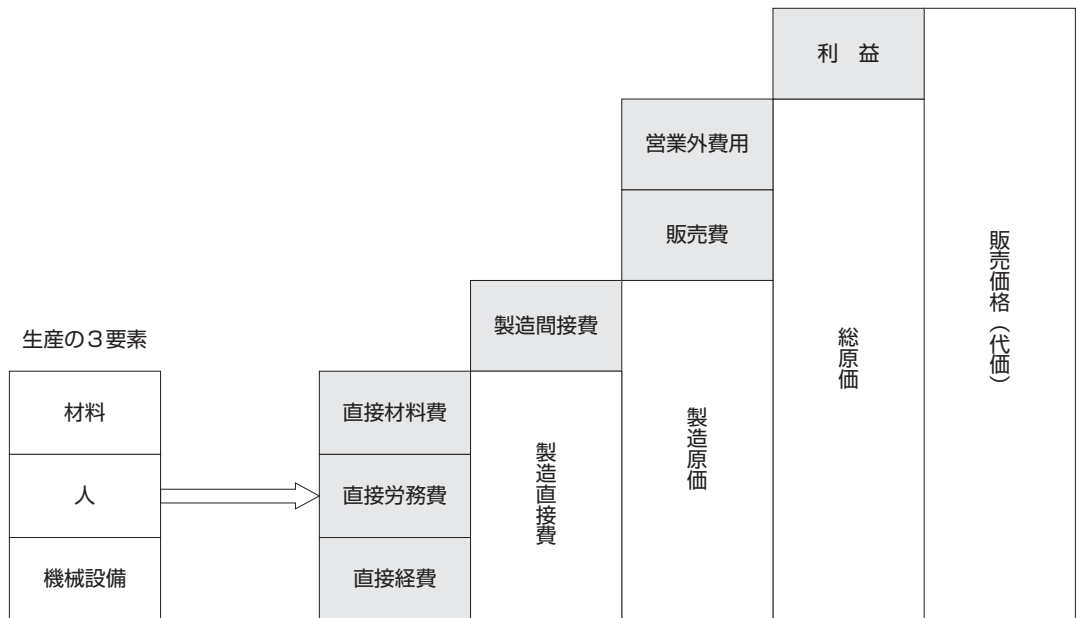 利　益
営業外費用
販売費
製造間接費
生産の３要素
材料
人
機械設備
直接材料費
直接労務費
直接経費
製造直接費
製造原価
総原価
販売価格（代価）